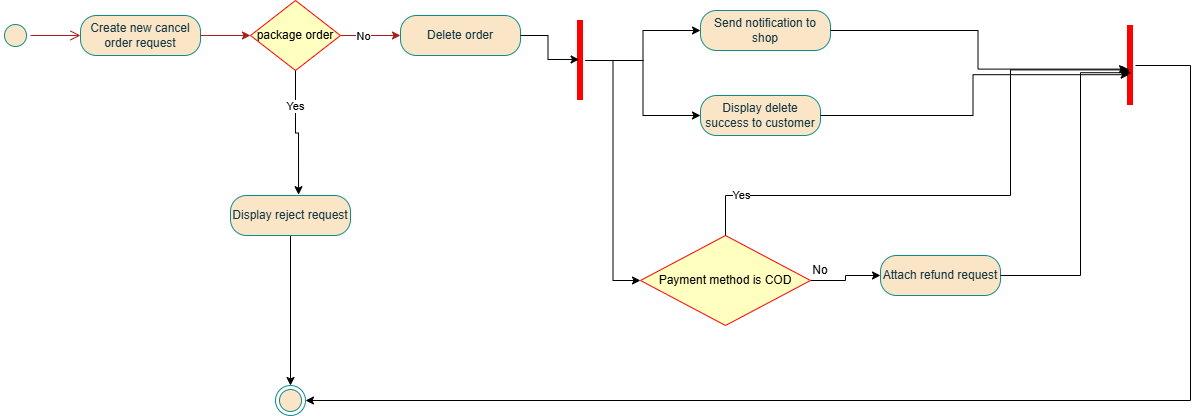 Create new cancel
order request
package order
No
Delete order
Send notification to
shop
Display delete
success to customer
Yes
Yes
Display reject request
Payment method is COD
No
Attach refund request